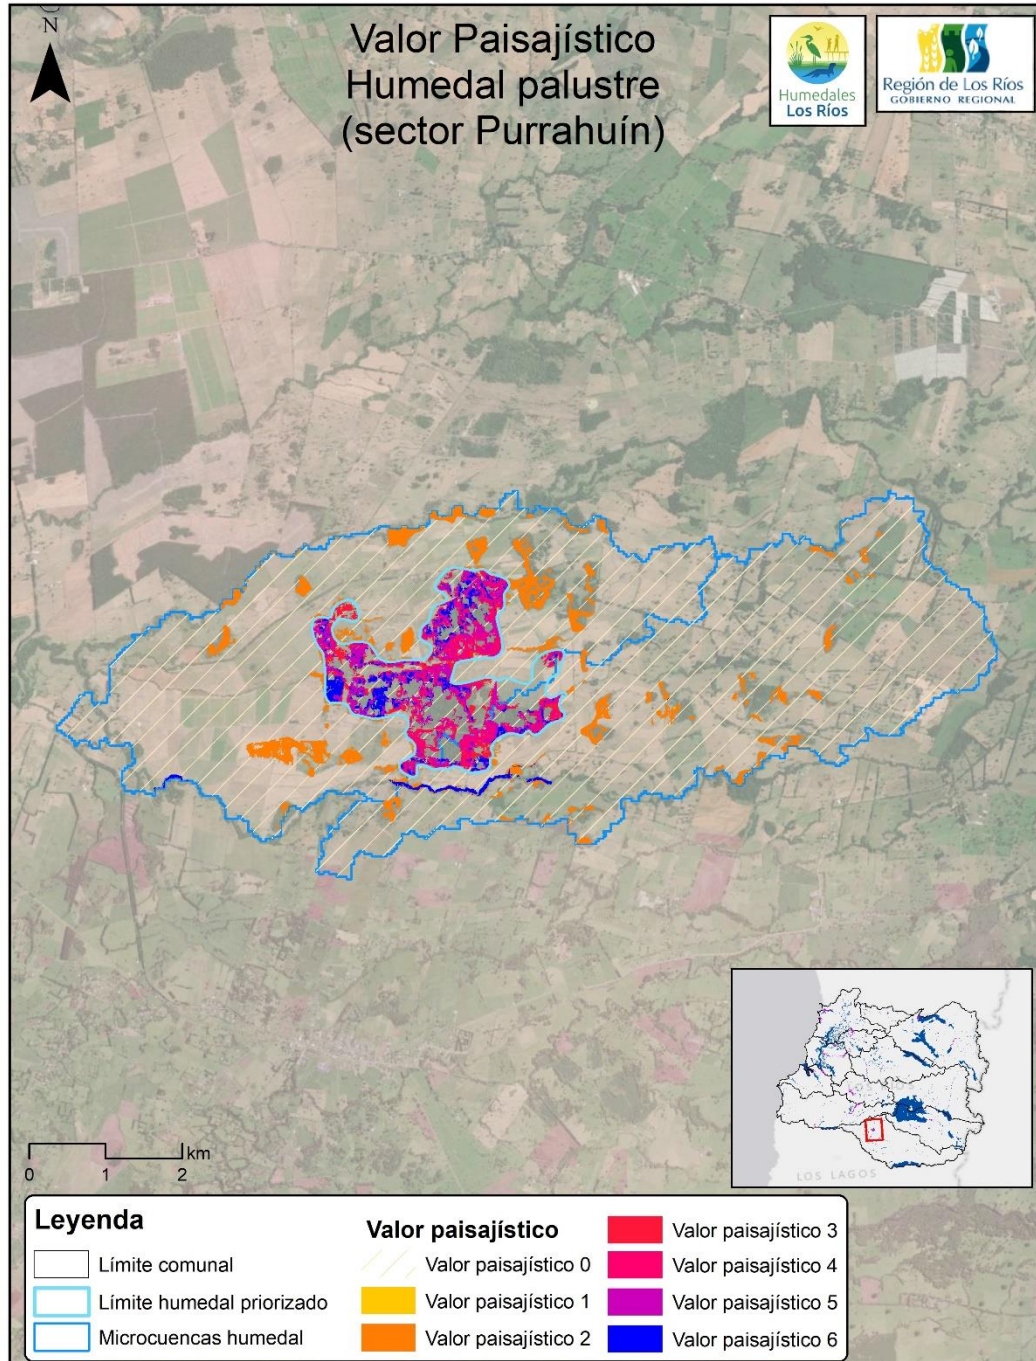 N
Valor Paisajístico
Humedal palustre
(sector Purrahuín)
Humedales
Los Ríos
Región de Los Ríos
GOBIERNO REGIONAL
LOS LAGOS
km
0 1 2
Leyenda
Límite comunal
Límite humedal priorizado
Microcuencas humedal
Valor paisajístico
Valor paisajístico 0
Valor paisajístico 1
Valor paisajístico 2
Valor paisajístico 3
Valor paisajístico 4
Valor paisajístico 5
Valor paisajístico 6